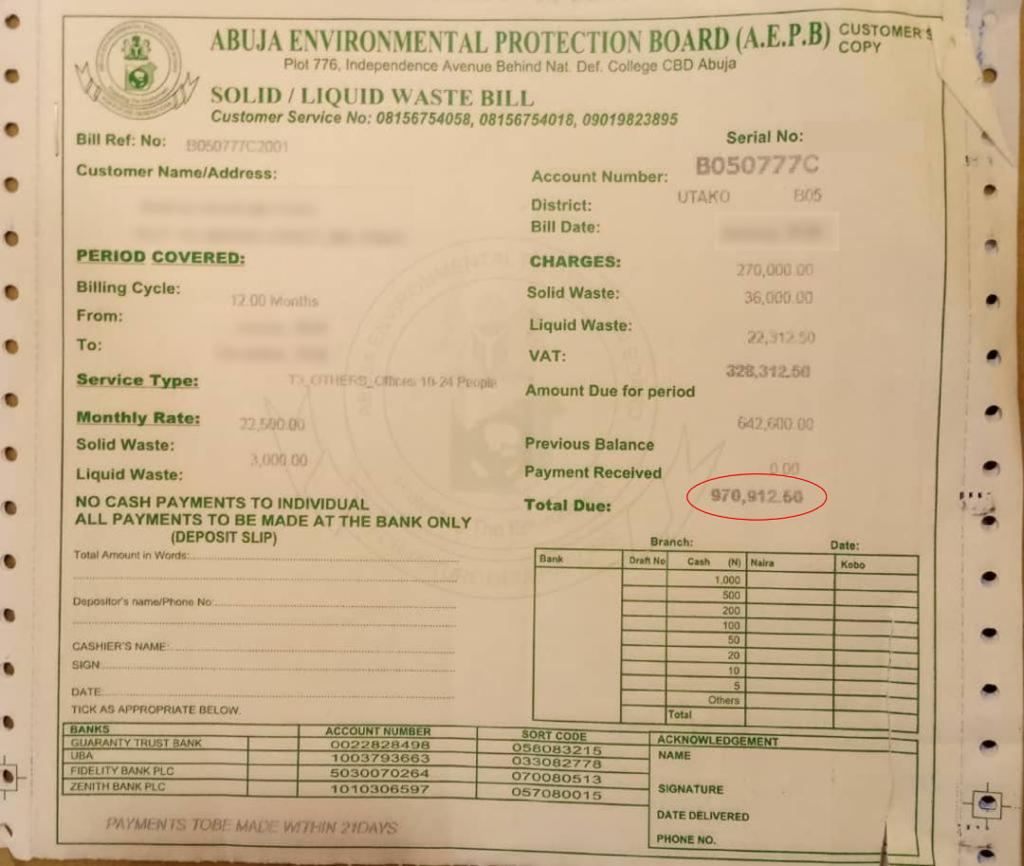 ABUJA ENVIRONMENTAL PROTECTION BOARD (A.E.P.B)
CUSTOMER'S COPY
Plot 776, Independence Avenue Behind Nat. Def. College CBD Abuja
SOLID / LIQUID WASTE BILL
Customer Service No: 08156754058, 08156754018, 09019823895
Bill Ref: No: B050777C2001
Serial No:
Customer Name/Address:
Account Number: B050777C
District: UTAKO B05
Bill Date:
PERIOD COVERED:
Billing Cycle: 12.00 Months
From:
To:
Service Type: T3_OTHERS_Offices 10-24 People
Monthly Rate: 22,500.00
Solid Waste: 3,000.00
Liquid Waste:
CHARGES: 270,000.00
Solid Waste: 36,000.00
Liquid Waste: 22,312.50
VAT: 328,312.50
Amount Due for period
642,600.00
Previous Balance
Payment Received 0.00
Total Due: 970,912.50
NO CASH PAYMENTS TO INDIVIDUAL
ALL PAYMENTS TO BE MADE AT THE BANK ONLY
(DEPOSIT SLIP)
Total Amount in Words:
Depositor's name/Phone No:
CASHIER'S NAME:
SIGN:
DATE:
TICK AS APPROPRIATE BELOW.
Branch: Date:
Bank Draft No Cash (N) Naira Kobo
1,000
500
200
100
50
20
10
5
Others
Total
BANKS ACCOUNT NUMBER SORT CODE
GUARANTY TRUST BANK 0022828498 058083215
UBA 1003793663 033082778
FIDELITY BANK PLC 5030070264 070080513
ZENITH BANK PLC 1010306597 057080015
ACKNOWLEDGEMENT
NAME
SIGNATURE
DATE DELIVERED
PHONE NO.
PAYMENTS TOBE MADE WITHIN 21DAYS